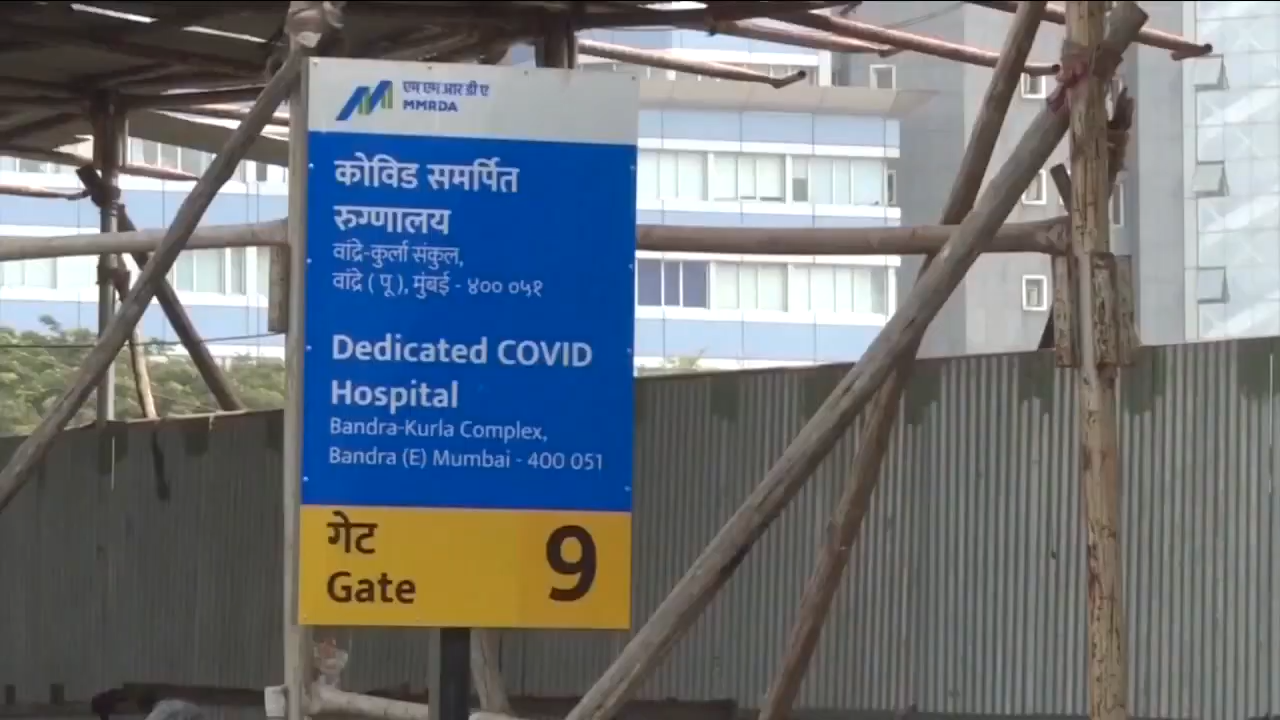 एम एम आर डी ए
MMRDA
कोविड समर्पित
रुग्णालय
वांद्रे-कुर्ला संकुल,
वांद्रे ( पू ), मुंबई - ४०० ०५१
Dedicated COVID
Hospital
Bandra-Kurla Complex,
Bandra (E) Mumbai - 400 051
गेट
Gate 9